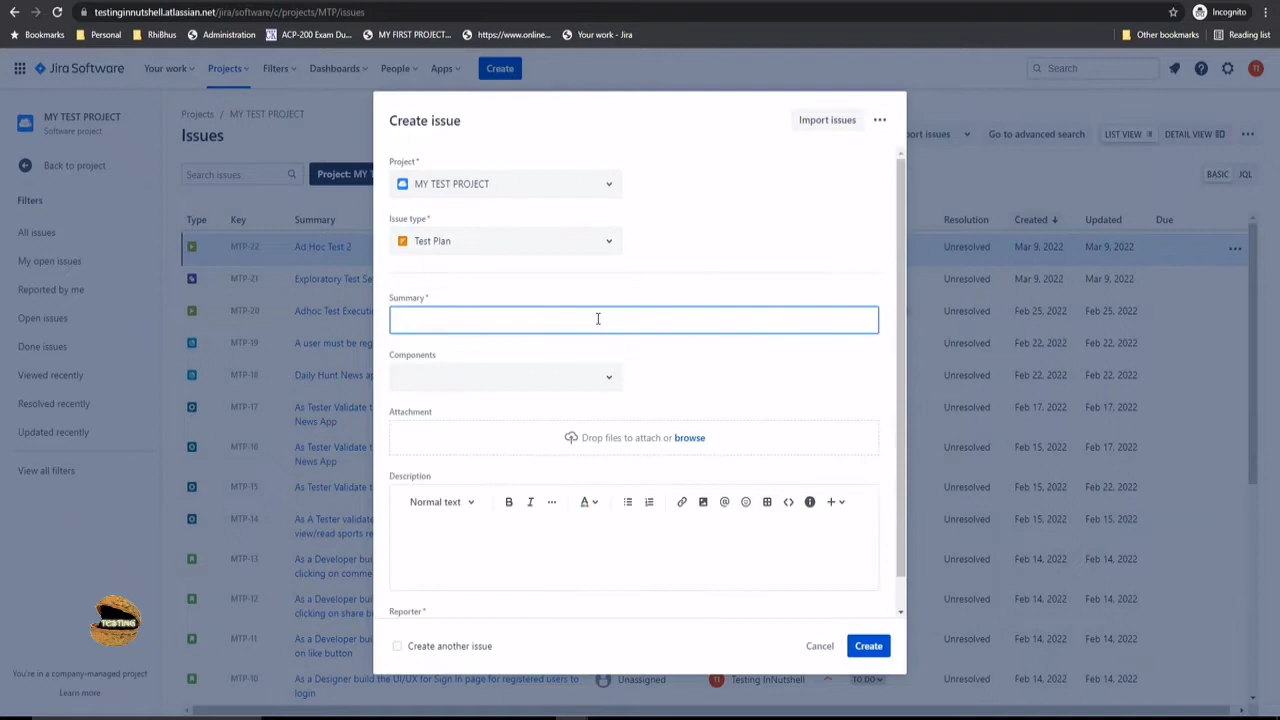 testinginnutshell.atlassian.net/jira/software/c/projects/MTP/issues
Incognito
Bookmarks Personal RhiBhus Administration ACP-200 Exam Du... MY FIRST PROJECT... https://www.online... Your work - Jira Other bookmarks Reading list
Jira Software Your work Projects Filters Dashboards People Apps Create Search
MY TEST PROJECT
Software project
Back to project
Filters
All issues
My open issues
Reported by me
Open issues
Done issues
Viewed recently
Resolved recently
Updated recently
View all filters
TESTING
You're in a company-managed project
Learn more
Projects / MY TEST PROJECT
Issues
port issues Go to advanced search LIST VIEW DETAIL VIEW
Search issues Project: MY T BASIC JQL
Type Key Summary Resolution Created Updated Due
MTP-22 Ad Hoc Test 2 Unresolved Mar 9, 2022 Mar 9, 2022
MTP-21 Exploratory Test Se Unresolved Mar 9, 2022 Mar 9, 2022
MTP-20 Adhoc Test Executi Unresolved Feb 25, 2022 Feb 25, 2022
MTP-19 A user must be reg Unresolved Feb 22, 2022 Feb 22, 2022
MTP-18 Daily Hunt News ap Unresolved Feb 22, 2022 Feb 22, 2022
MTP-17 As Tester Validate t Unresolved Feb 17, 2022 Feb 22, 2022
News App
MTP-16 As Tester Validate t Unresolved Feb 15, 2022 Feb 17, 2022
News App
MTP-15 As Tester Validate t Unresolved Feb 15, 2022 Feb 22, 2022
MTP-14 As A Tester validat Unresolved Feb 15, 2022 Feb 15, 2022
view/read sports re
MTP-13 As a Developer bui Unresolved Feb 14, 2022 Feb 14, 2022
clicking on comme
MTP-12 As a Developer bui Unresolved Feb 14, 2022 Feb 14, 2022
clicking on share bu
MTP-11 As a Developer bui Unresolved Feb 14, 2022 Feb 14, 2022
on like button
MTP-10 As a Designer build the UI/UX for Sign In page for registered users to Unassigned Testing InNutshell TO DO Unresolved Feb 14, 2022 Feb 14, 2022
login
Create issue Import issues
Project *
MY TEST PROJECT
Issue type *
Test Plan
Summary *
Components
Attachment
Drop files to attach or browse
Description
Normal text B I A
Reporter *
Create another issue Cancel Create